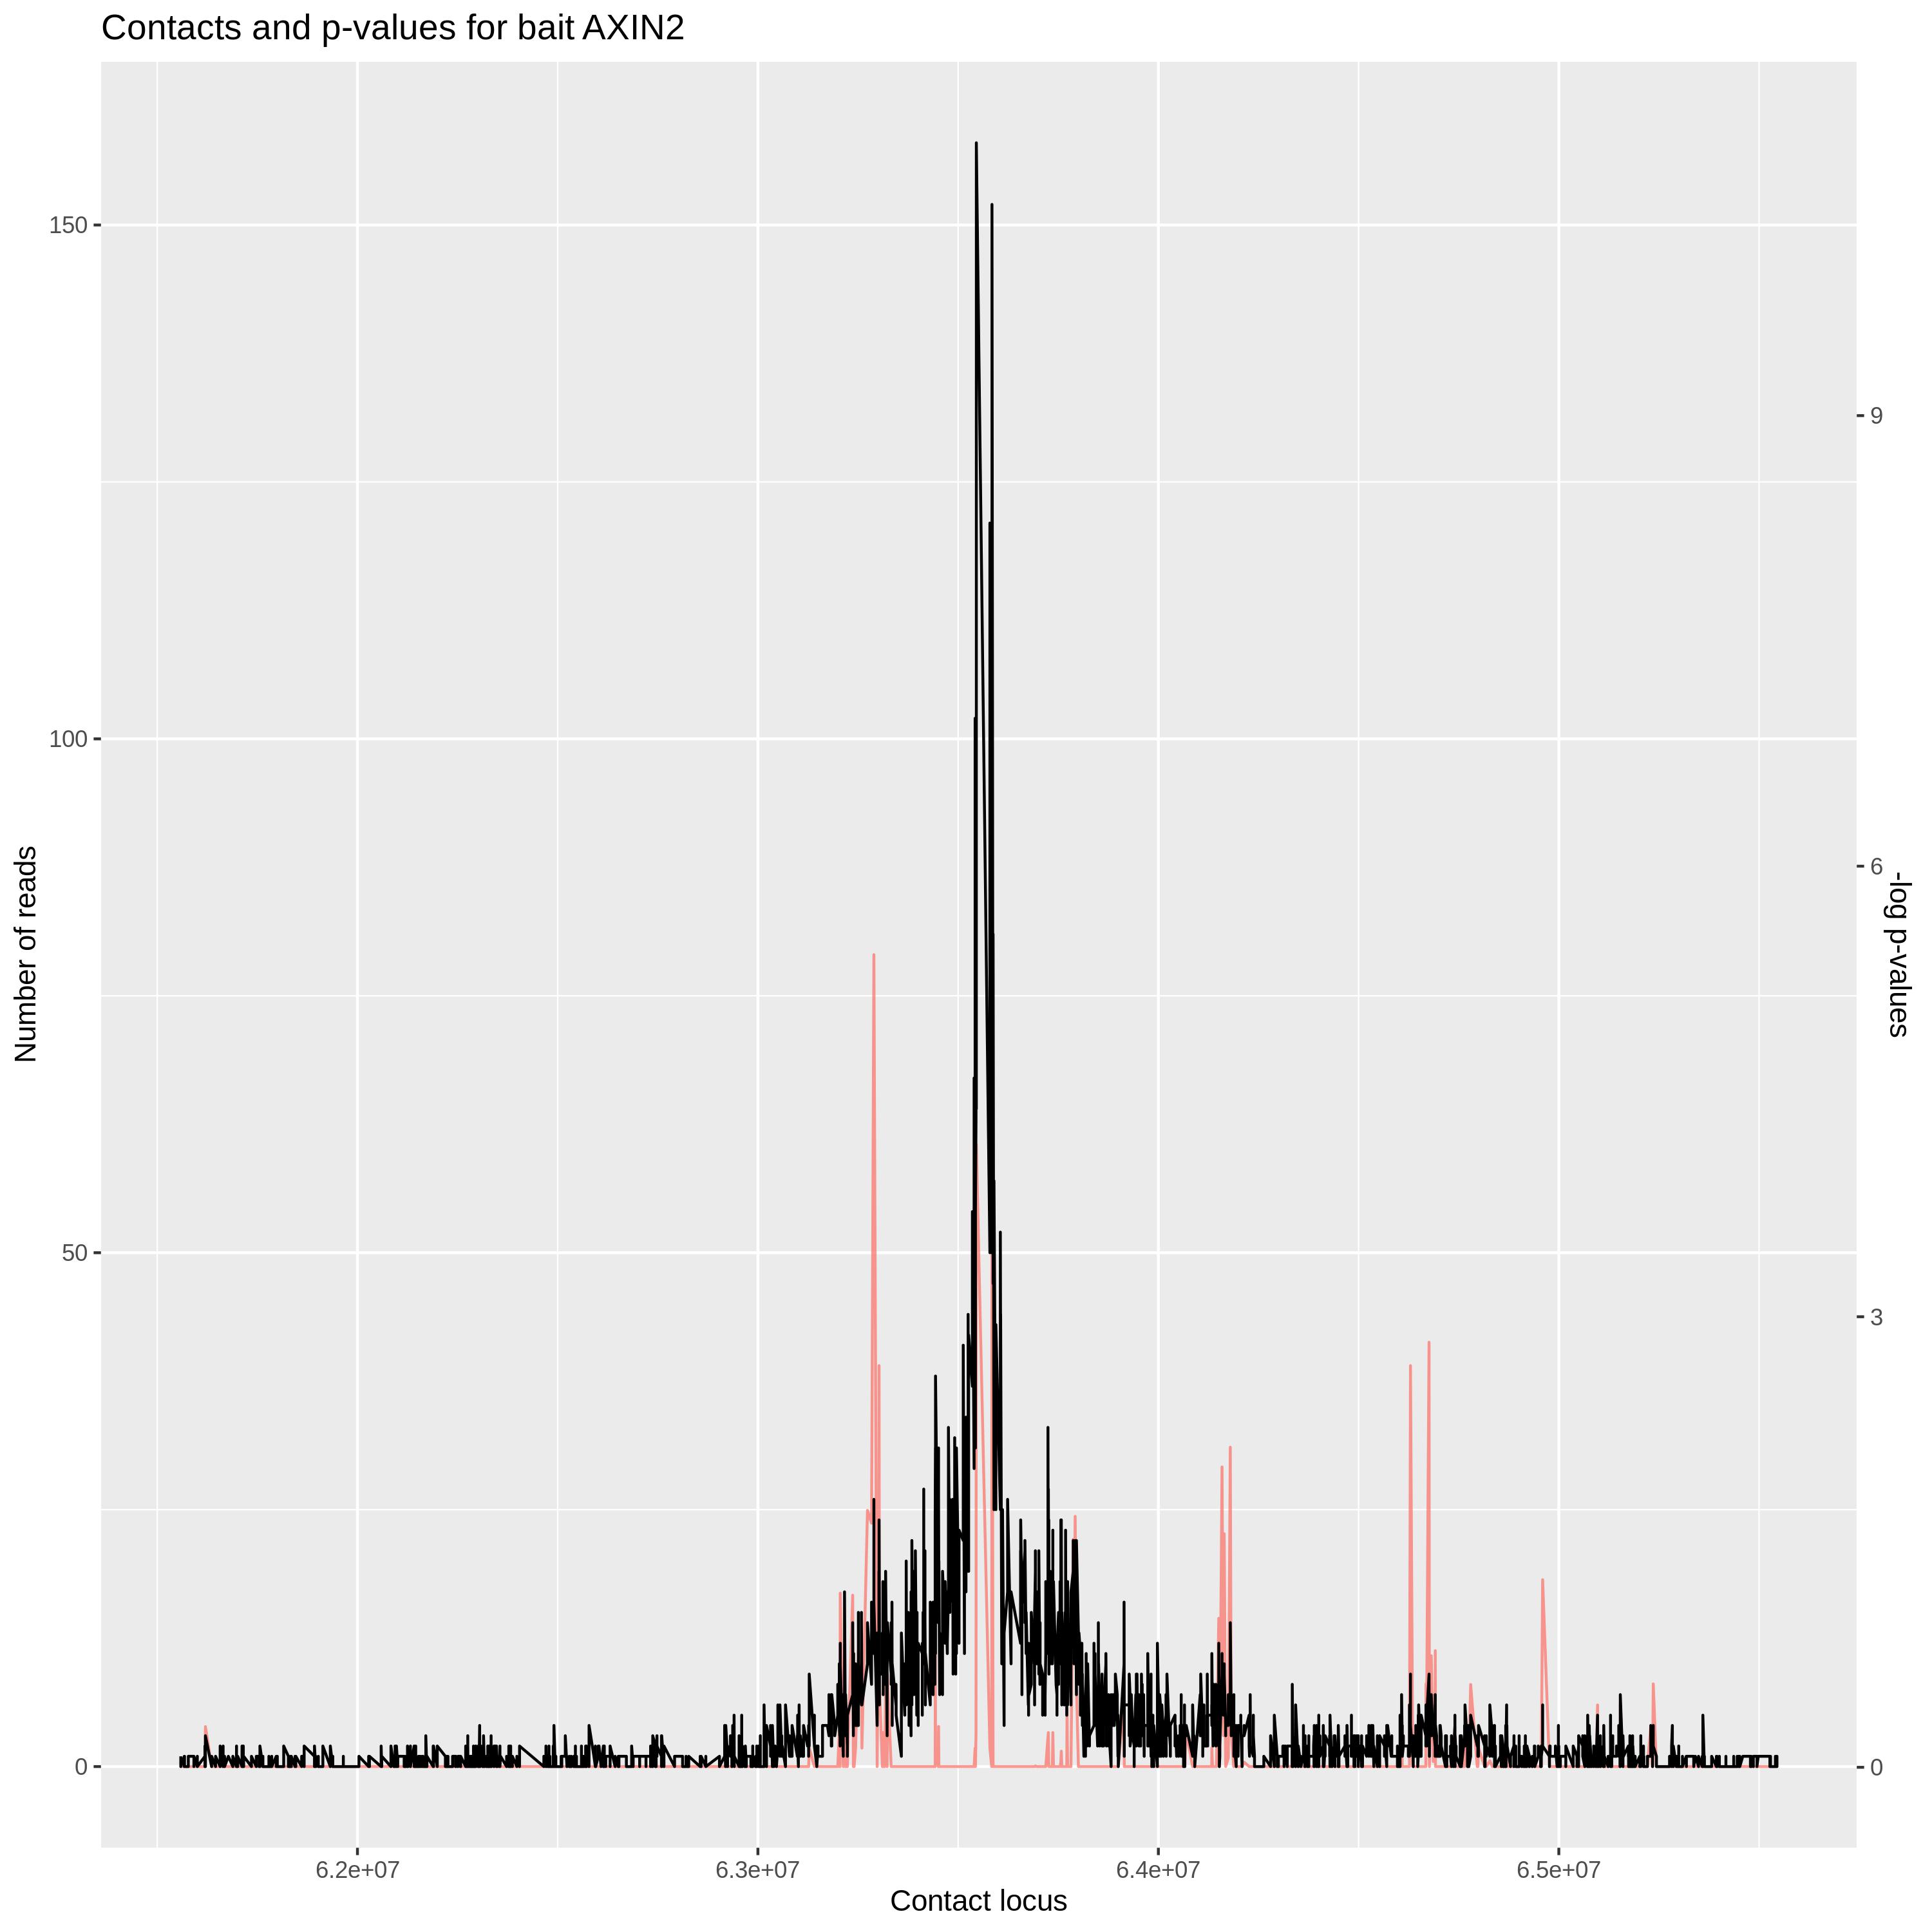 Contacts and p-values for bait AXIN2
150
100
50
0
Number of reads
9
6
3
0
-log p-values
6.2e+07
6.3e+07
6.4e+07
6.5e+07
Contact locus